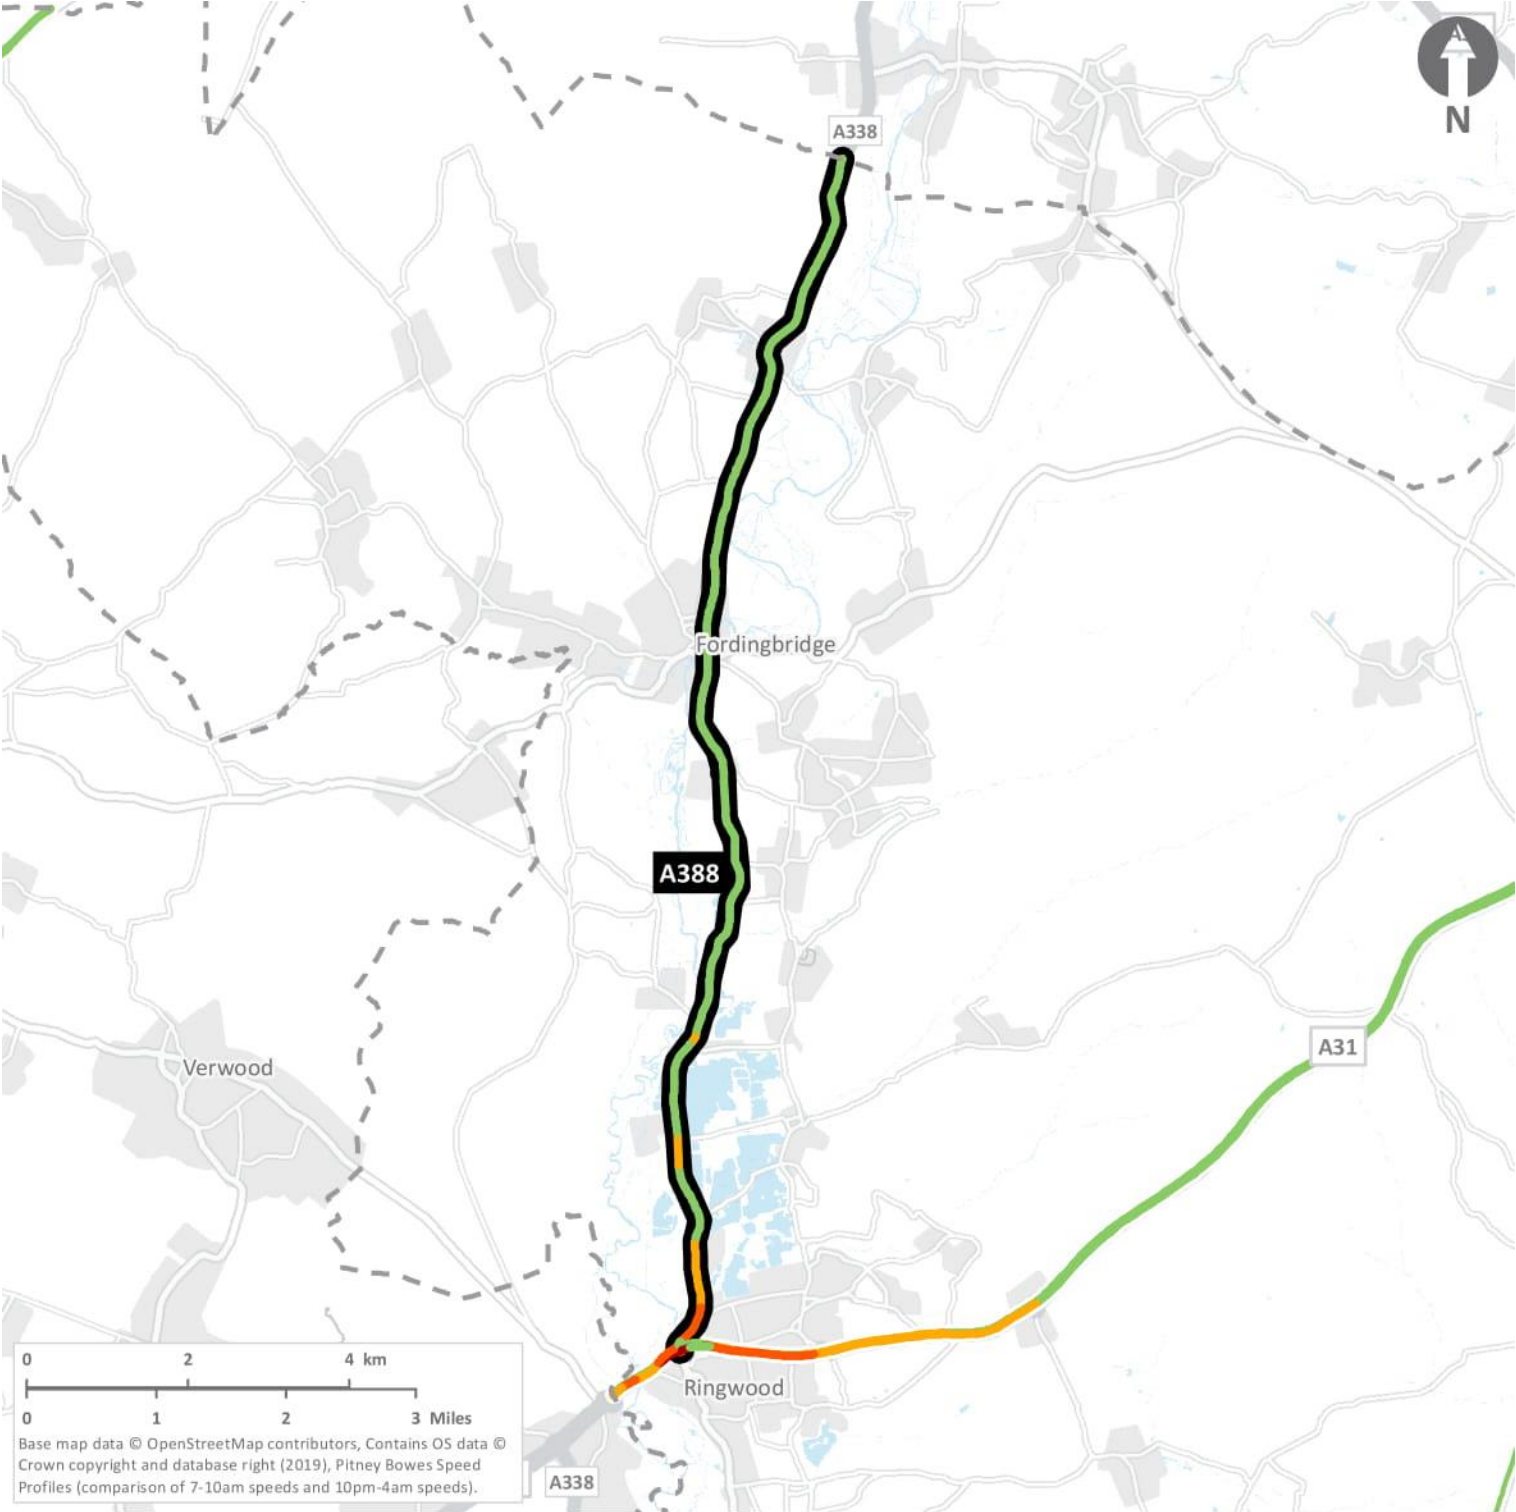 N
A338
Fordingbridge
A388
A31
Verwood
Ringwood
A338
0 2 4 km
0 1 2 3 Miles
Base map data © OpenStreetMap contributors, Contains OS data ©
Crown copyright and database right (2019), Pitney Bowes Speed
Profiles (comparison of 7-10am speeds and 10pm-4am speeds).